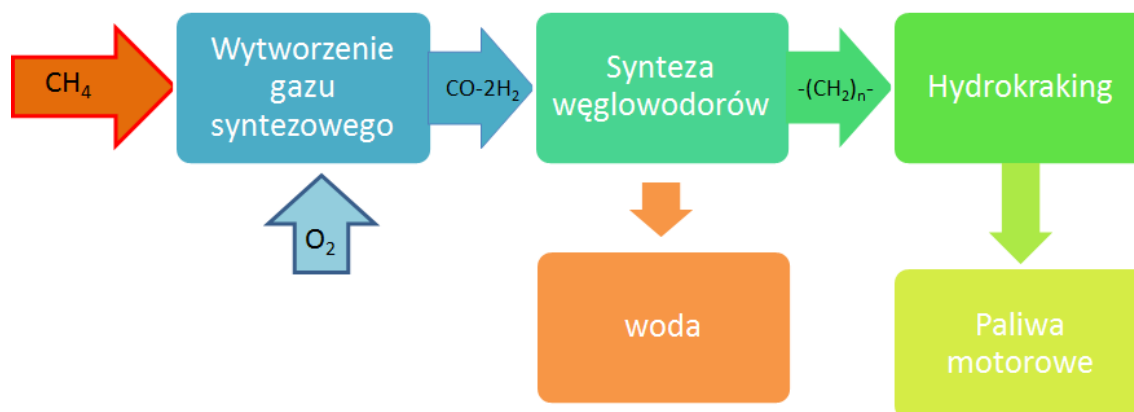 CH₄
Wytworzenie
gazu
syntezowego
CO-2H₂
Synteza
węglowodorów
-(CH₂)ₙ-
Hydrokraking
O₂
woda
Paliwa
motorowe